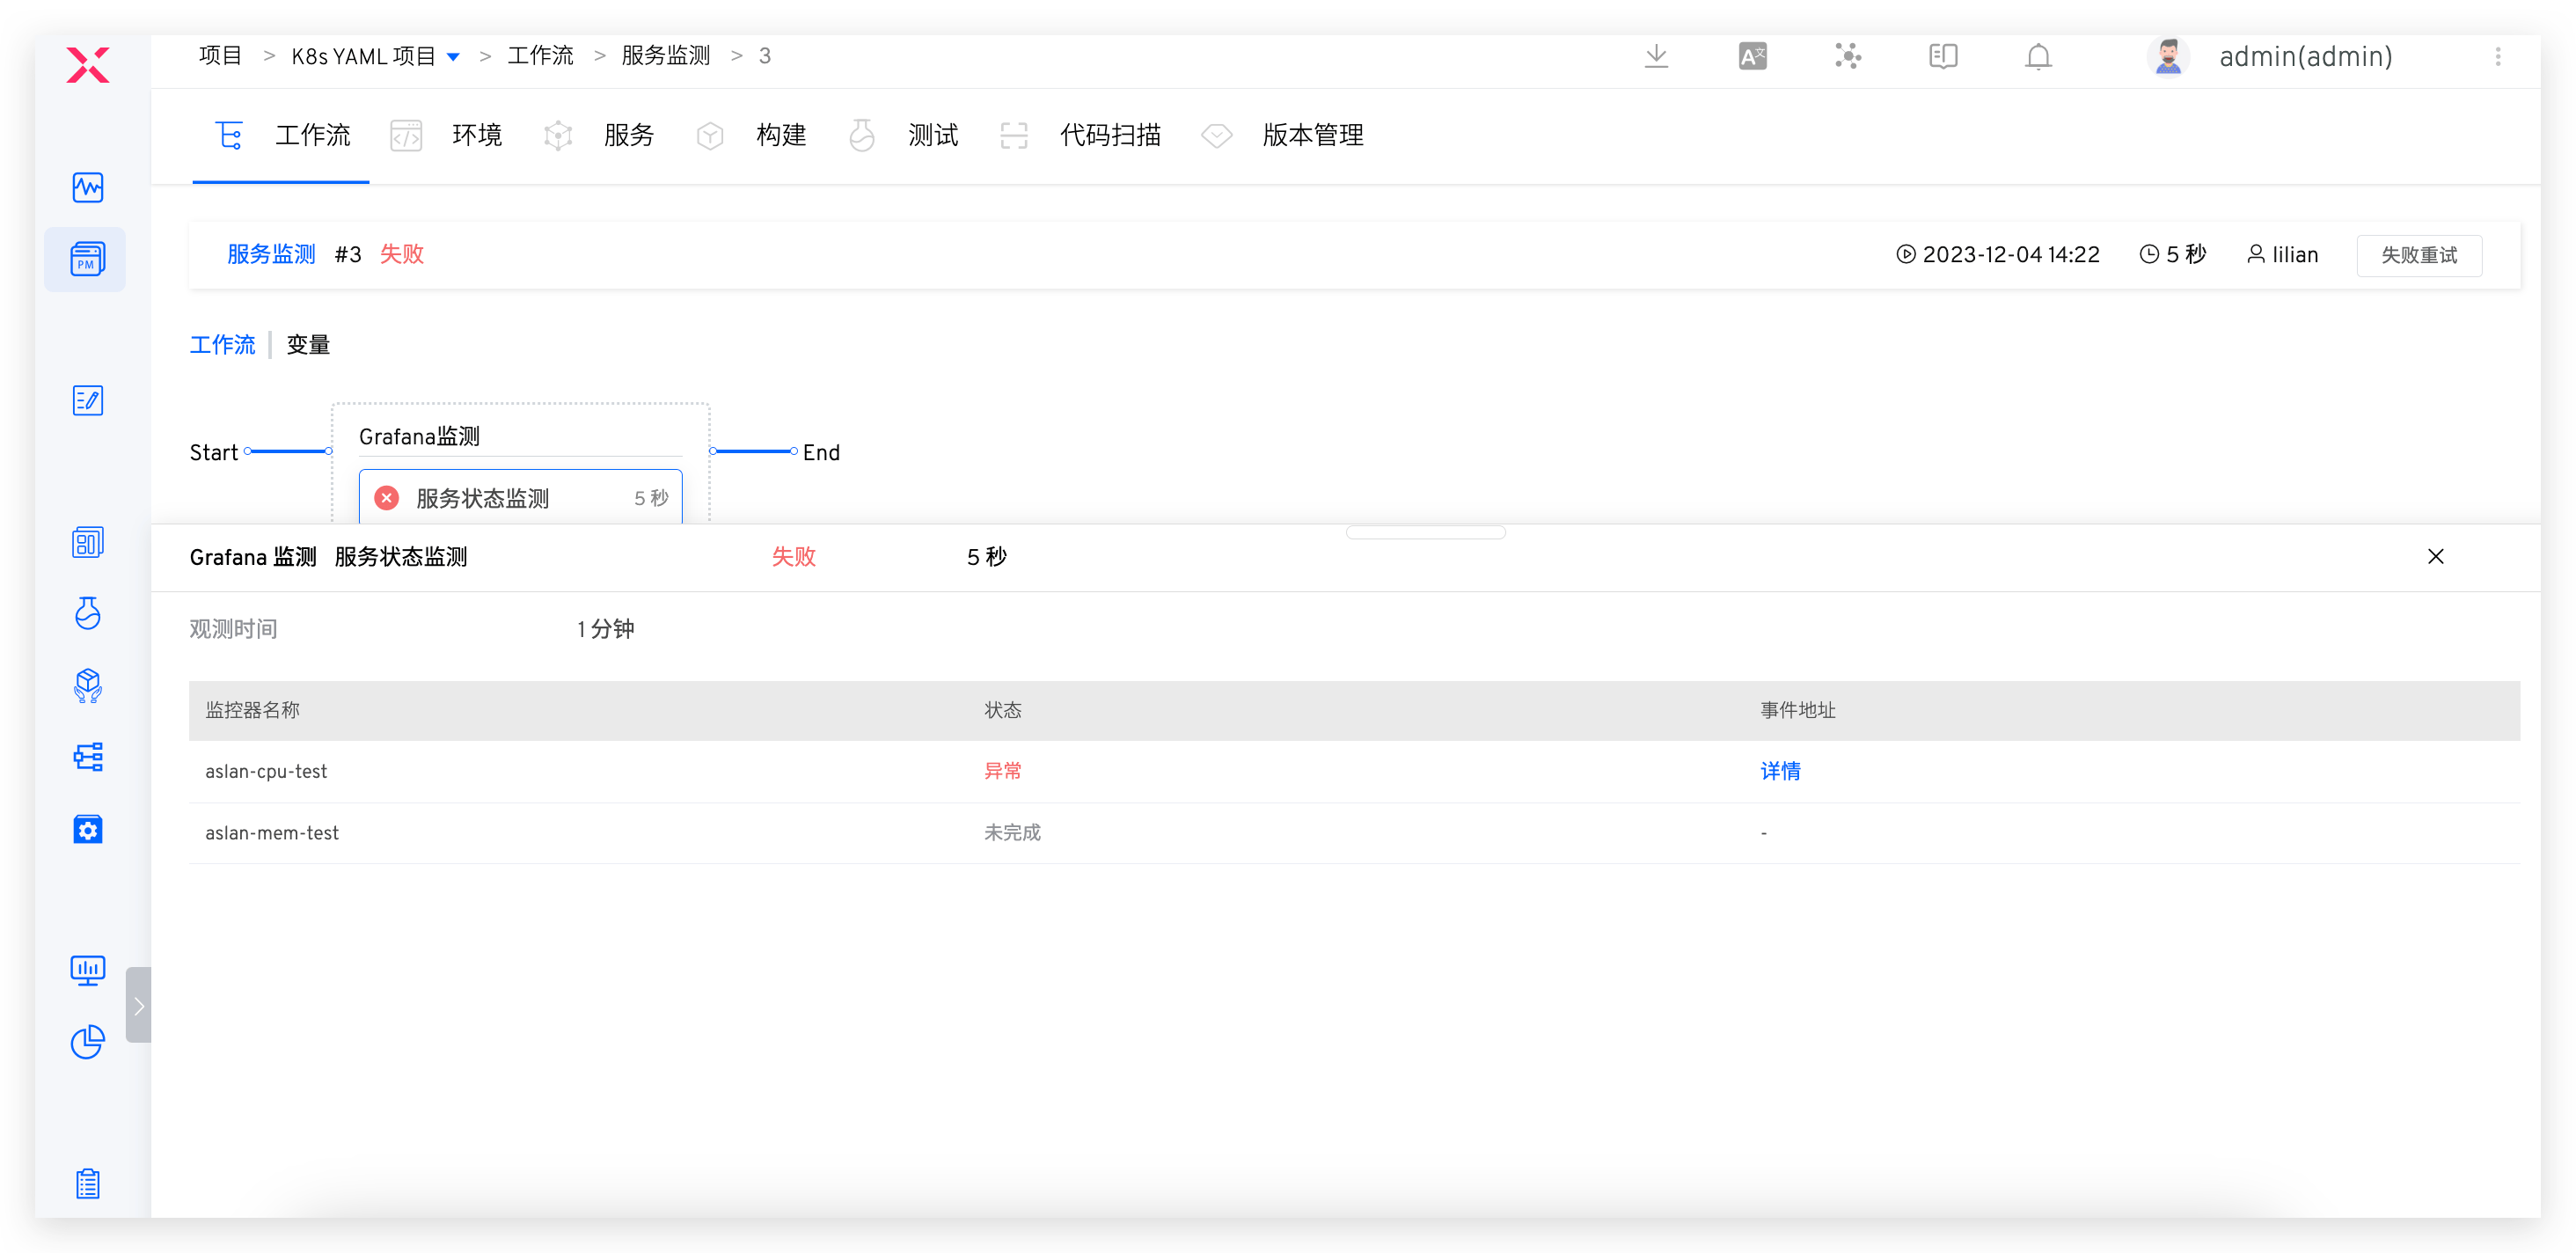 项目 > K8s YAML 项目 > 工作流 > 服务监测 > 3 admin(admin)
工作流 环境 服务 构建 测试 代码扫描 版本管理
PM
服务监测 #3 失败 2023-12-04 14:22 5 秒 lilian 失败重试
工作流 变量
Grafana监测
Start End
服务状态监测 5 秒
Grafana 监测 服务状态监测 失败 5 秒
观测时间 1 分钟
监控器名称 状态 事件地址
aslan-cpu-test 异常 详情
aslan-mem-test 未完成 -